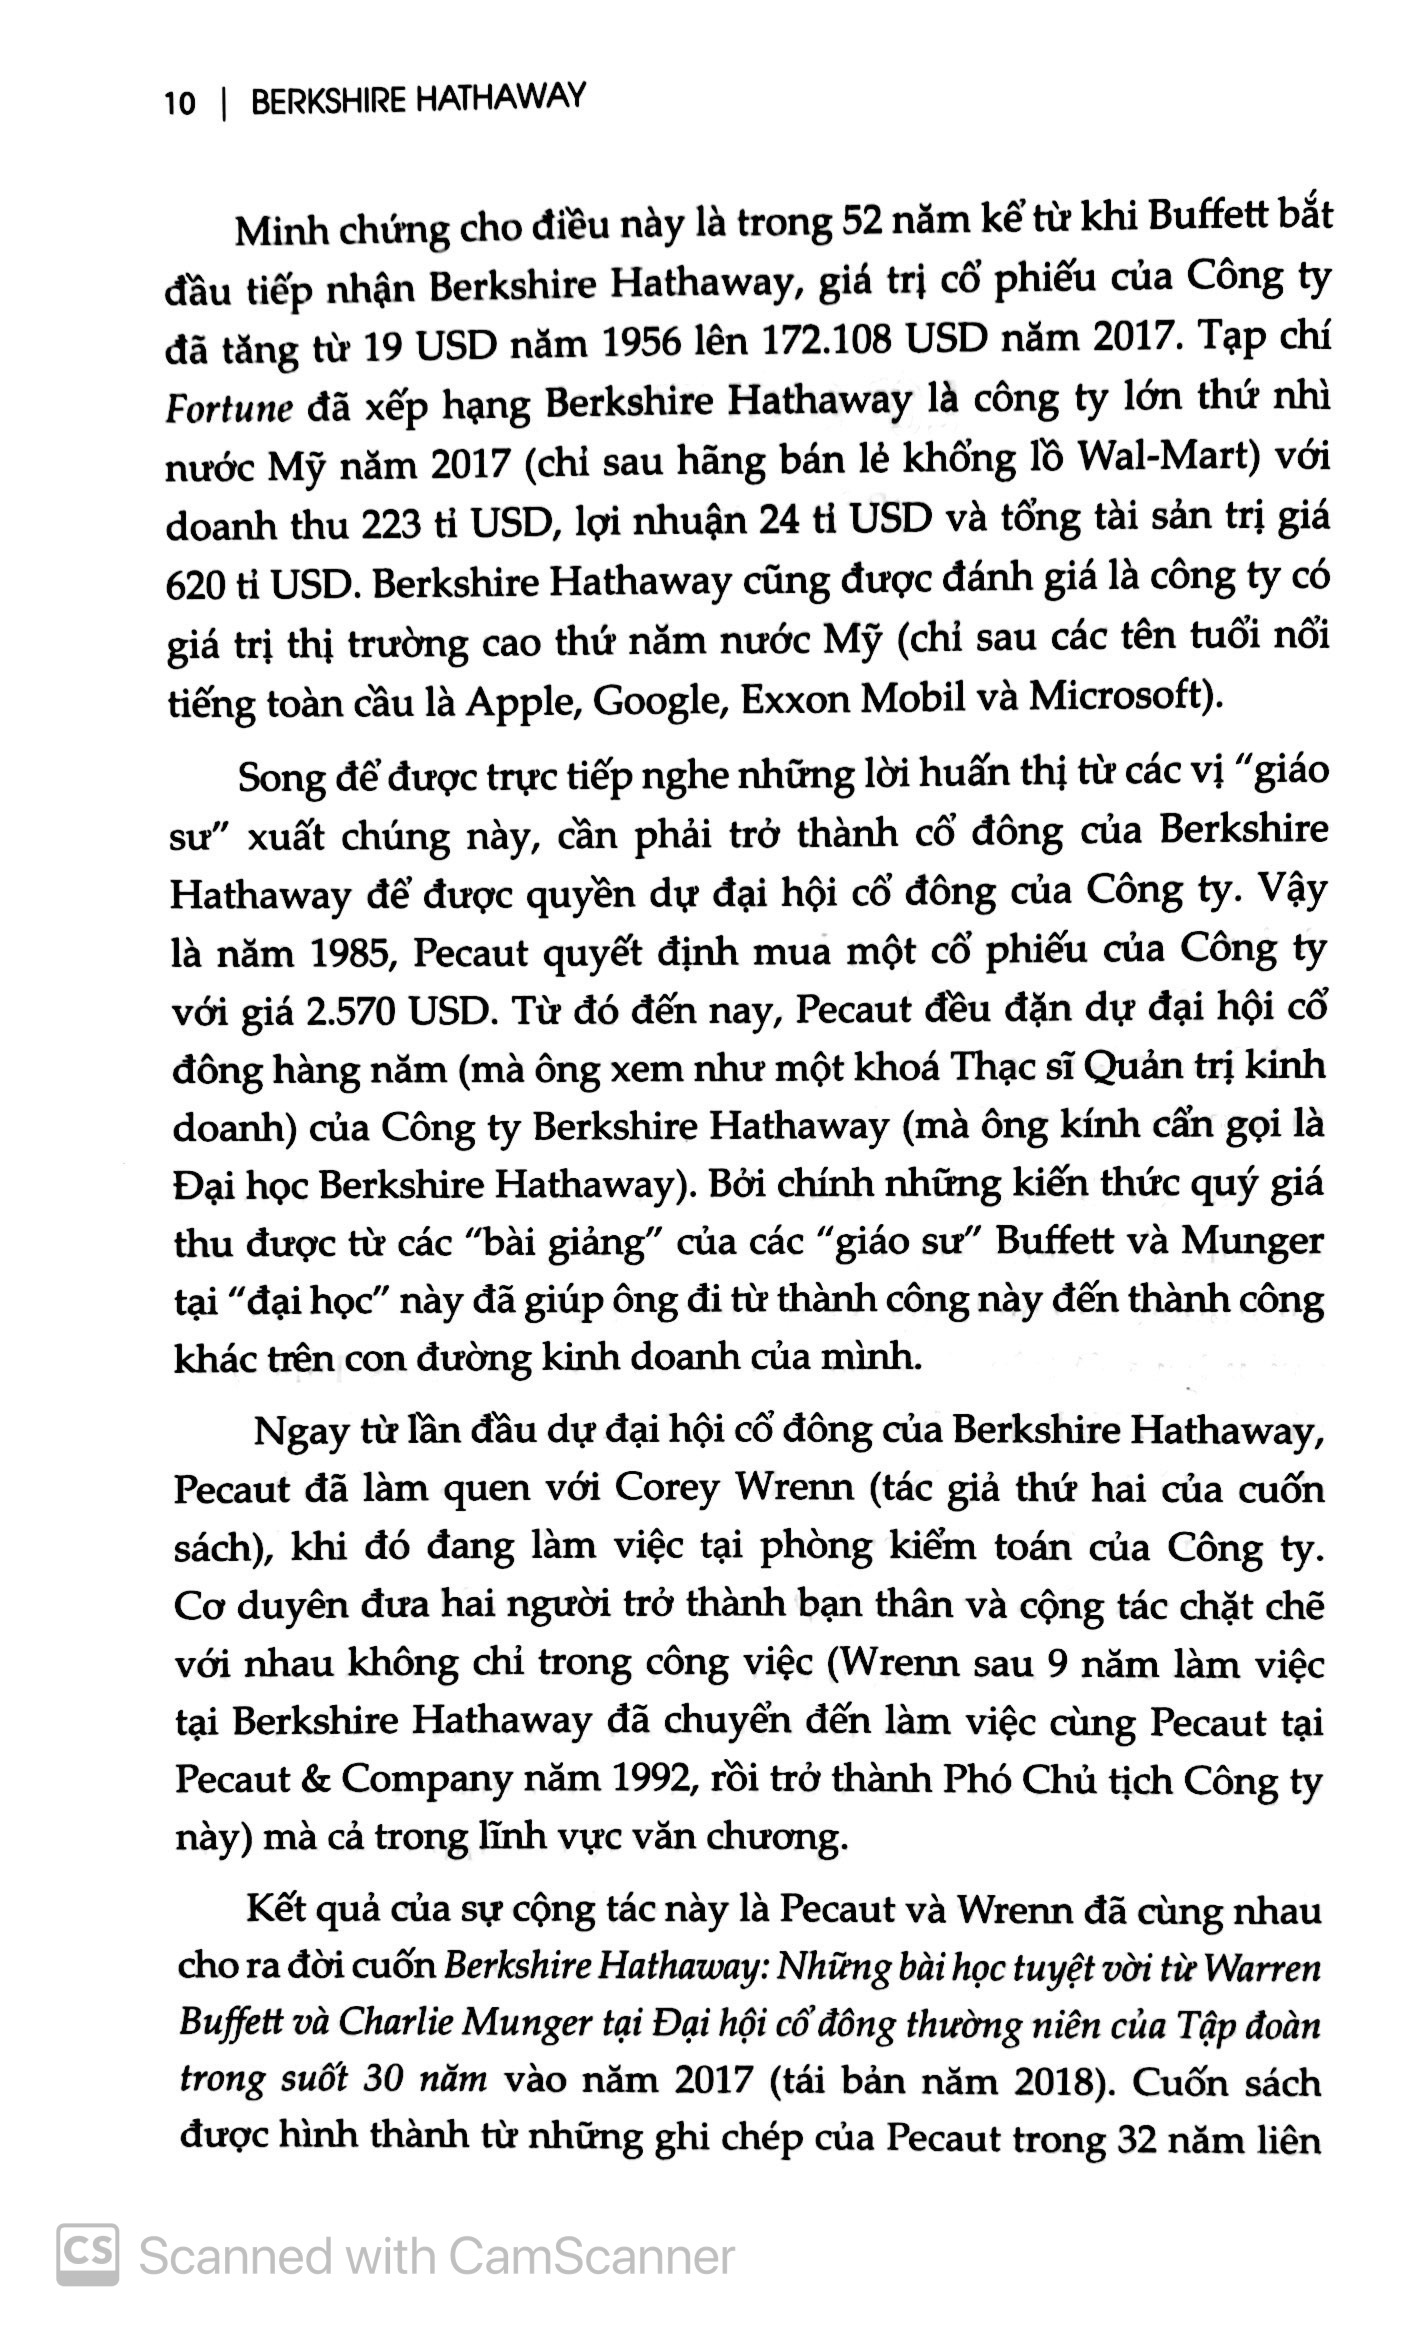 10 | BERKSHIRE HATHAWAY
Minh chứng cho điều này là trong 52 năm kể từ khi Buffett bắt
đầu tiếp nhận Berkshire Hathaway, giá trị cổ phiếu của Công ty
đã tăng từ 19 USD năm 1956 lên 172.108 USD năm 2017. Tạp chí
Fortune đã xếp hạng Berkshire Hathaway là công ty lớn thứ nhì
nước Mỹ năm 2017 (chỉ sau hãng bán lẻ khổng lồ Wal-Mart) với
doanh thu 223 tỉ USD, lợi nhuận 24 tỉ USD và tổng tài sản trị giá
620 tỉ USD. Berkshire Hathaway cũng được đánh giá là công ty có
giá trị thị trường cao thứ năm nước Mỹ (chỉ sau các tên tuổi nổi
tiếng toàn cầu là Apple, Google, Exxon Mobil và Microsoft).
Song để được trực tiếp nghe những lời huấn thị từ các vị “giáo
sư” xuất chúng này, cần phải trở thành cổ đông của Berkshire
Hathaway để được quyền dự đại hội cổ đông của Công ty. Vậy
là năm 1985, Pecaut quyết định mua một cổ phiếu của Công ty
với giá 2.570 USD. Từ đó đến nay, Pecaut đều đặn dự đại hội cổ
đông hàng năm (mà ông xem như một khoá Thạc sĩ Quản trị kinh
doanh) của Công ty Berkshire Hathaway (mà ông kính cẩn gọi là
Đại học Berkshire Hathaway). Bởi chính những kiến thức quý giá
thu được từ các “bài giảng” của các “giáo sư” Buffett và Munger
tại “đại học” này đã giúp ông đi từ thành công này đến thành công
khác trên con đường kinh doanh của mình.
Ngay từ lần đầu dự đại hội cổ đông của Berkshire Hathaway,
Pecaut đã làm quen với Corey Wrenn (tác giả thứ hai của cuốn
sách), khi đó đang làm việc tại phòng kiểm toán của Công ty.
Cơ duyên đưa hai người trở thành bạn thân và cộng tác chặt chẽ
với nhau không chỉ trong công việc (Wrenn sau 9 năm làm việc
tại Berkshire Hathaway đã chuyển đến làm việc cùng Pecaut tại
Pecaut & Company năm 1992, rồi trở thành Phó Chủ tịch Công ty
này) mà cả trong lĩnh vực văn chương.
Kết quả của sự cộng tác này là Pecaut và Wrenn đã cùng nhau
cho ra đời cuốn Berkshire Hathaway: Những bài học tuyệt vời từ Warren
Buffett và Charlie Munger tại Đại hội cổ đông thường niên của Tập đoàn
trong suốt 30 năm vào năm 2017 (tái bản năm 2018). Cuốn sách
được hình thành từ những ghi chép của Pecaut trong 32 năm liên
CS Scanned with CamScanner